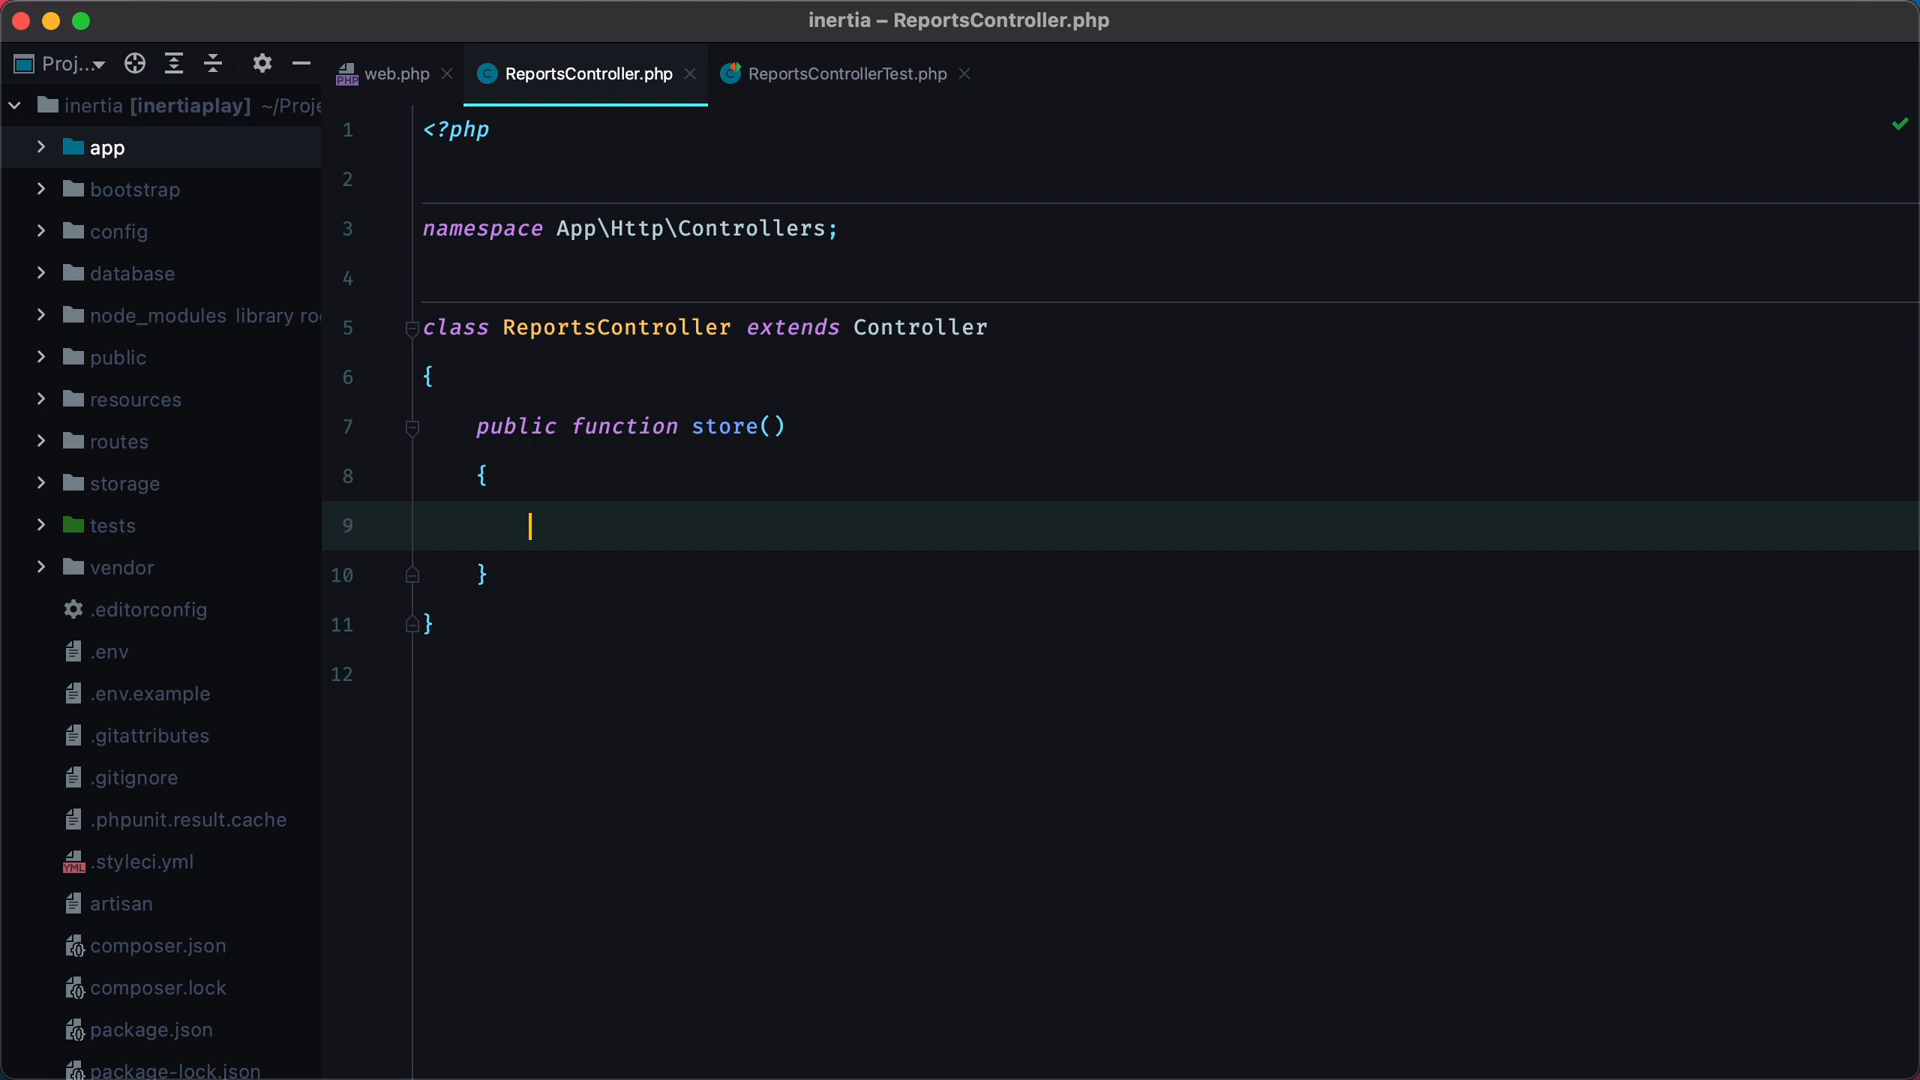 inertia – ReportsController.php
Proj...
web.php
ReportsController.php
ReportsControllerTest.php
inertia [inertiaplay] ~/Proje
app
bootstrap
config
database
node_modules library roo
public
resources
routes
storage
tests
vendor
.editorconfig
.env
.env.example
.gitattributes
.gitignore
.phpunit.result.cache
YML .styleci.yml
artisan
composer.json
composer.lock
package.json
package-lock.json
1 <?php
2
3 namespace App\Http\Controllers;
4
5 class ReportsController extends Controller
6 {
7 public function store()
8 {
9
10 }
11 }
12